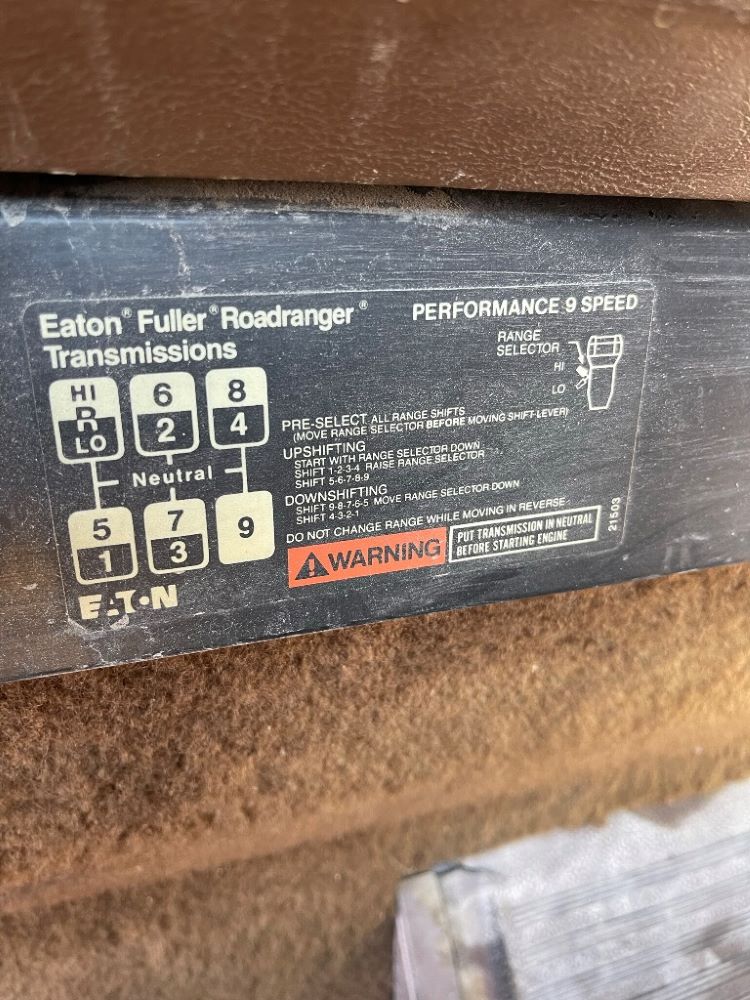 Eaton® Fuller® Roadranger®
Transmissions
PERFORMANCE 9 SPEED
RANGE
SELECTOR
HI
LO
HI 6 8
R 2 4
LO
Neutral
5 7 9
1 3
EATON
PRE-SELECT ALL RANGE SHIFTS
(MOVE RANGE SELECTOR BEFORE MOVING SHIFT LEVER)
UPSHIFTING
START WITH RANGE SELECTOR DOWN
SHIFT 1-2-3-4 RAISE RANGE SELECTOR
SHIFT 5-6-7-8-9
DOWNSHIFTING
SHIFT 9-8-7-6-5 MOVE RANGE SELECTOR DOWN
SHIFT 4-3-2-1
DO NOT CHANGE RANGE WHILE MOVING IN REVERSE
WARNING
PUT TRANSMISSION IN NEUTRAL
BEFORE STARTING ENGINE
21503